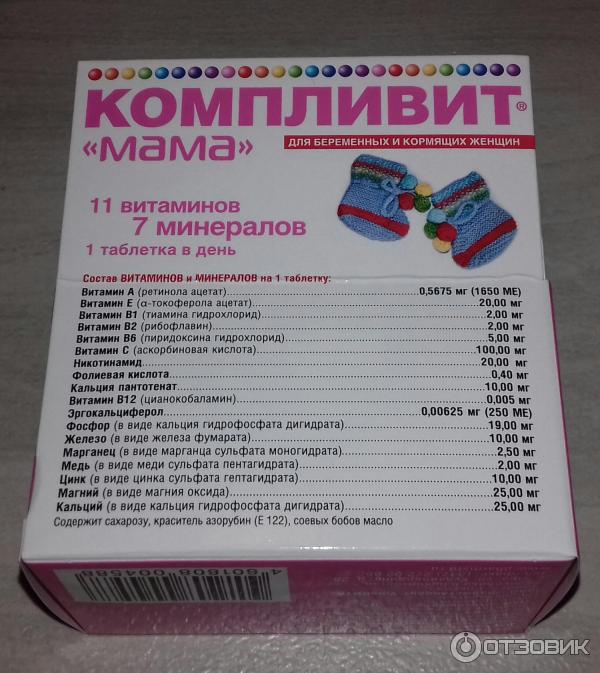 КОМПЛИВИТ®
«мама»
ДЛЯ БЕРЕМЕННЫХ И КОРМЯЩИХ ЖЕНЩИН
11 витаминов
7 минералов
1 таблетка в день
Состав ВИТАМИНОВ и МИНЕРАЛОВ на 1 таблетку:
Витамин А (ретинола ацетат)...0,5675 мг (1650 МЕ)
Витамин Е (α-токоферола ацетат)...20,00 мг
Витамин В1 (тиамина гидрохлорид)...2,00 мг
Витамин В2 (рибофлавин)...2,00 мг
Витамин В6 (пиридоксина гидрохлорид)...5,00 мг
Витамин С (аскорбиновая кислота)...100,00 мг
Никотинамид...20,00 мг
Фолиевая кислота...0,40 мг
Кальция пантотенат...10,00 мг
Витамин В12 (цианокобаламин)...0,005 мг
Эргокальциферол...0,00625 мг (250 МЕ)
Фосфор (в виде кальция гидрофосфата дигидрата)...19,00 мг
Железо (в виде железа фумарата)...10,00 мг
Марганец (в виде марганца сульфата моногидрата)...2,50 мг
Медь (в виде меди сульфата пентагидрата)...2,00 мг
Цинк (в виде цинка сульфата гептагидрата)...10,00 мг
Магний (в виде магния оксида)...25,00 мг
Кальций (в виде кальция гидрофосфата дигидрата)...25,00 мг
Содержит сахарозу, краситель азорубин (Е 122), соевых бобов масло
4 601808 004588
ОТЗОВИК